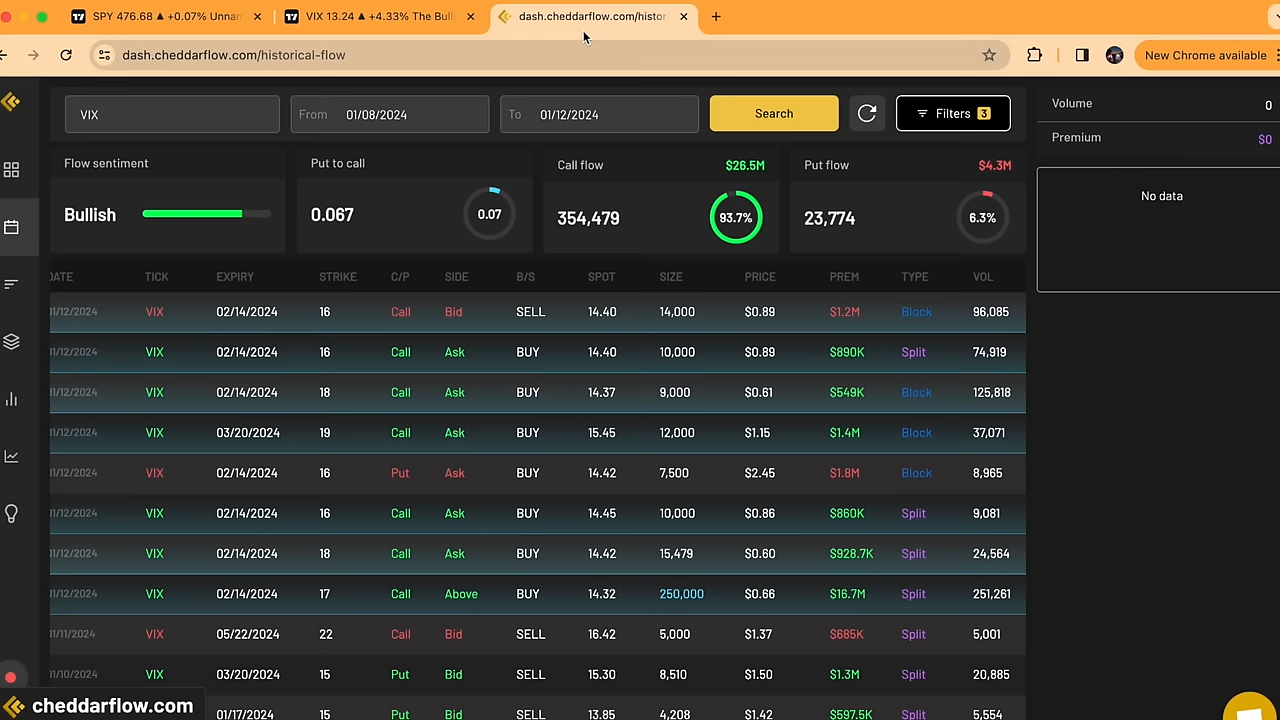 SPY 476.68 ▲ +0.07% Unnan
VIX 13.24 ▲ +4.33% The Bull
dash.cheddarflow.com/histor
dash.cheddarflow.com/historical-flow
New Chrome available
VIX
From 01/08/2024
To 01/12/2024
Search
Filters 3
Volume 0
Premium $0
No data
Flow sentiment
Bullish
Put to call
0.067
0.07
Call flow $26.5M
354,479
93.7%
Put flow $4.3M
23,774
6.3%
DATE TICK EXPIRY STRIKE C/P SIDE B/S SPOT SIZE PRICE PREM TYPE VOL
01/12/2024 VIX 02/14/2024 16 Call Bid SELL 14.40 14,000 $0.89 $1.2M Block 96,085
01/12/2024 VIX 02/14/2024 16 Call Ask BUY 14.40 10,000 $0.89 $890K Split 74,919
01/12/2024 VIX 02/14/2024 18 Call Ask BUY 14.37 9,000 $0.61 $549K Block 125,818
01/12/2024 VIX 03/20/2024 19 Call Ask BUY 15.45 12,000 $1.15 $1.4M Block 37,071
01/12/2024 VIX 02/14/2024 16 Put Ask BUY 14.42 7,500 $2.45 $1.8M Block 8,965
01/12/2024 VIX 02/14/2024 16 Call Ask BUY 14.45 10,000 $0.86 $860K Split 9,081
01/12/2024 VIX 02/14/2024 18 Call Ask BUY 14.42 15,479 $0.60 $928.7K Split 24,564
01/12/2024 VIX 02/14/2024 17 Call Above BUY 14.32 250,000 $0.66 $16.7M Split 251,261
01/11/2024 VIX 05/22/2024 22 Call Bid SELL 16.42 5,000 $1.37 $685K Split 5,001
01/10/2024 VIX 03/20/2024 15 Put Bid SELL 15.30 8,510 $1.50 $1.3M Split 20,885
VIX 01/17/2024 15 Put Bid SELL 13.85 4,208 $1.42 $597.5K Split 5,554
cheddarflow.com